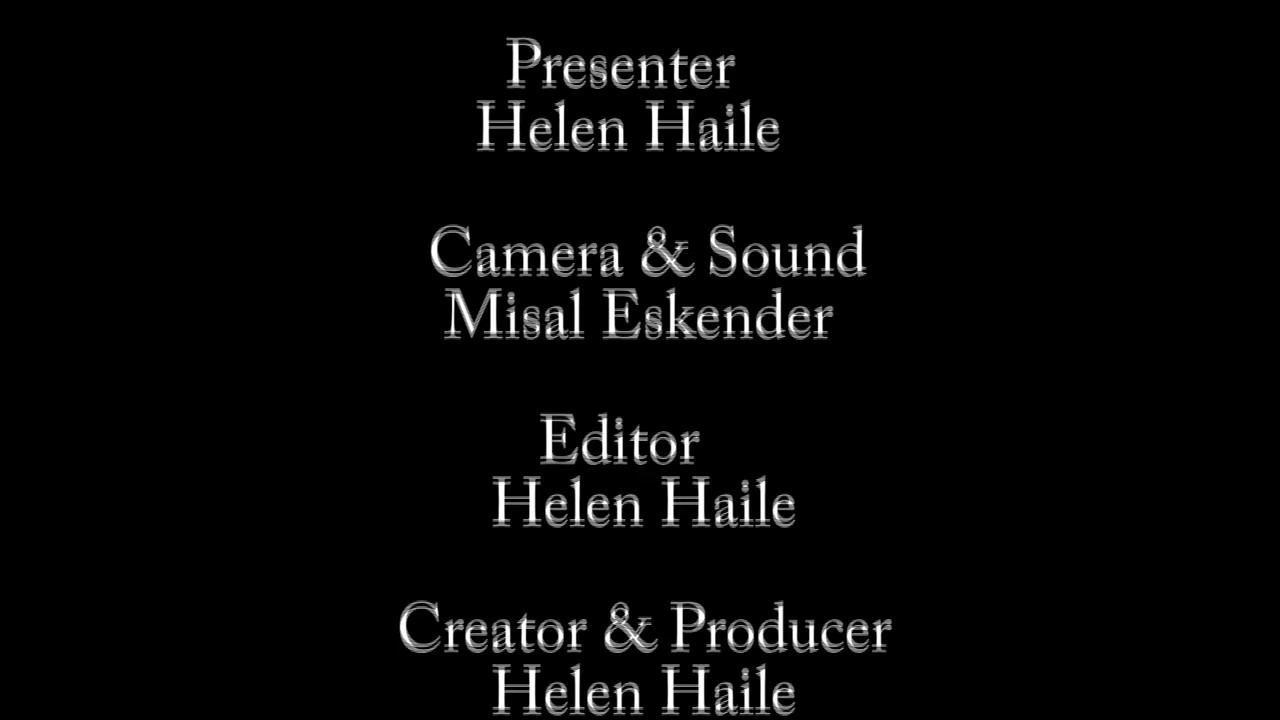 Presenter
Helen Haile
Camera & Sound
Misal Eskender
Editor
Helen Haile
Creator & Producer
Helen Haile